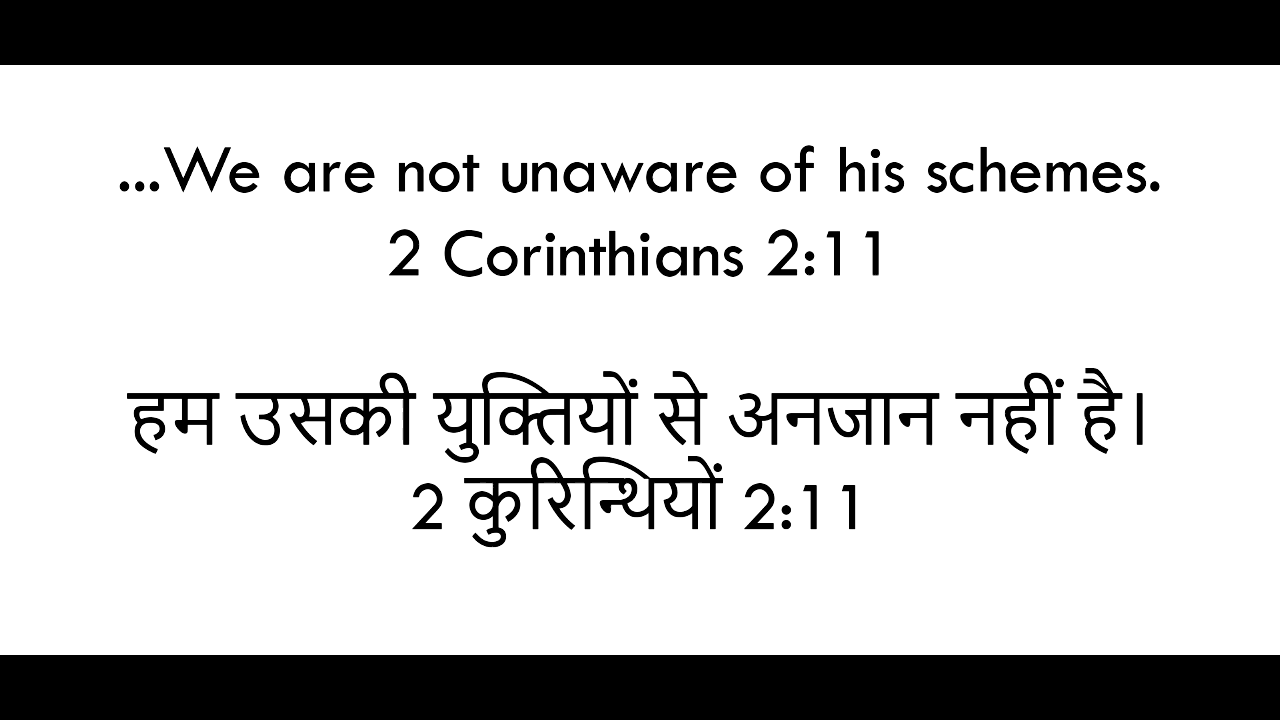 ...We are not unaware of his schemes.
2 Corinthians 2:11
हम उसकी युक्तियों से अनजान नहीं है।
2 कुरिन्थियों 2:11